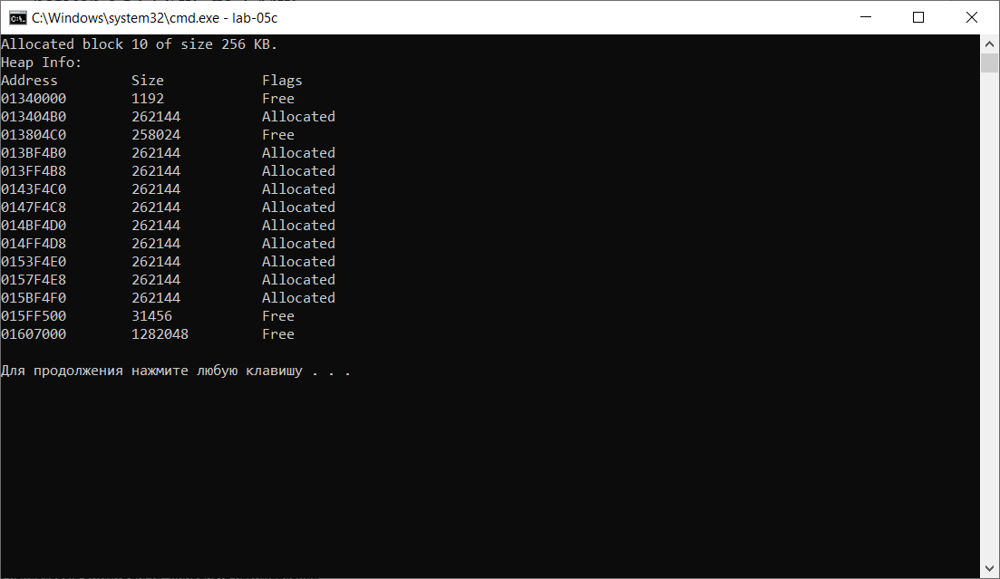 C:\Windows\system32\cmd.exe - lab-05c
Allocated block 10 of size 256 KB.
Heap Info:
Address Size Flags
01340000 1192 Free
013404B0 262144 Allocated
013804C0 258024 Free
013BF4B0 262144 Allocated
013FF4B8 262144 Allocated
0143F4C0 262144 Allocated
0147F4C8 262144 Allocated
014BF4D0 262144 Allocated
014FF4D8 262144 Allocated
0153F4E0 262144 Allocated
0157F4E8 262144 Allocated
015BF4F0 262144 Allocated
015FF500 31456 Free
01607000 1282048 Free
Для продолжения нажмите любую клавишу . . .